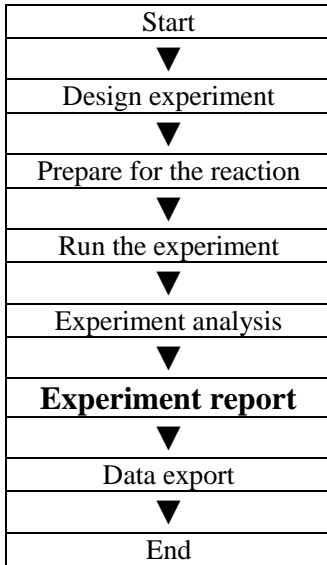 Start
▼
Design experiment
▼
Prepare for the reaction
▼
Run the experiment
▼
Experiment analysis
▼
Experiment report
▼
Data export
▼
End